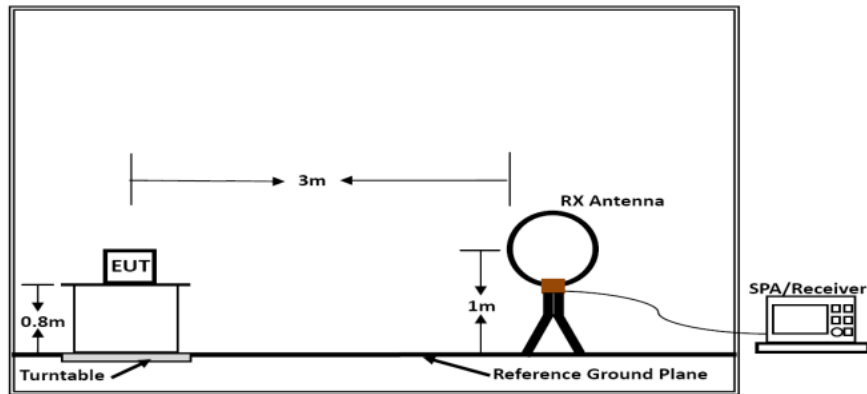 3m
RX Antenna
EUT
SPA/Receiver
0.8m
1m
Turntable
Reference Ground Plane